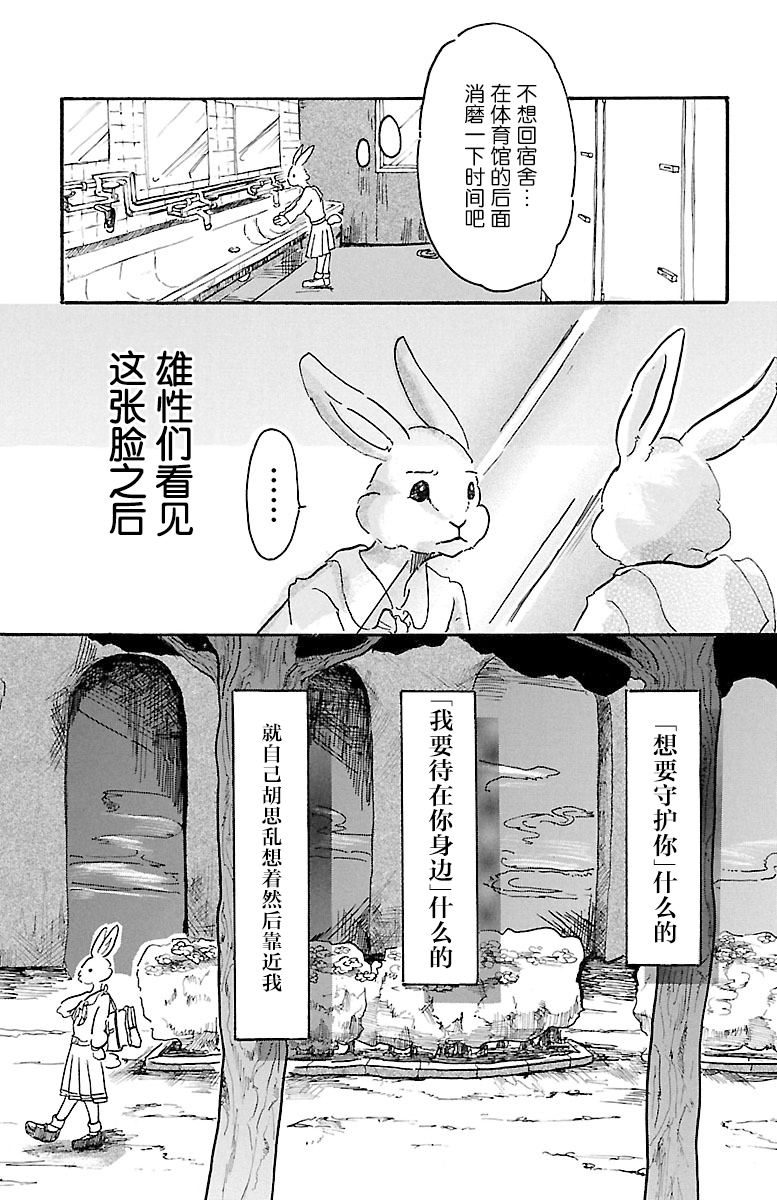 不想回宿舍…
在体育馆的后面
消磨一下时间吧
雄性们看见
这张脸之后
……
「想要守护你」什么的
「我要待在你身边」什么的
就自己胡思乱想着然后靠近我